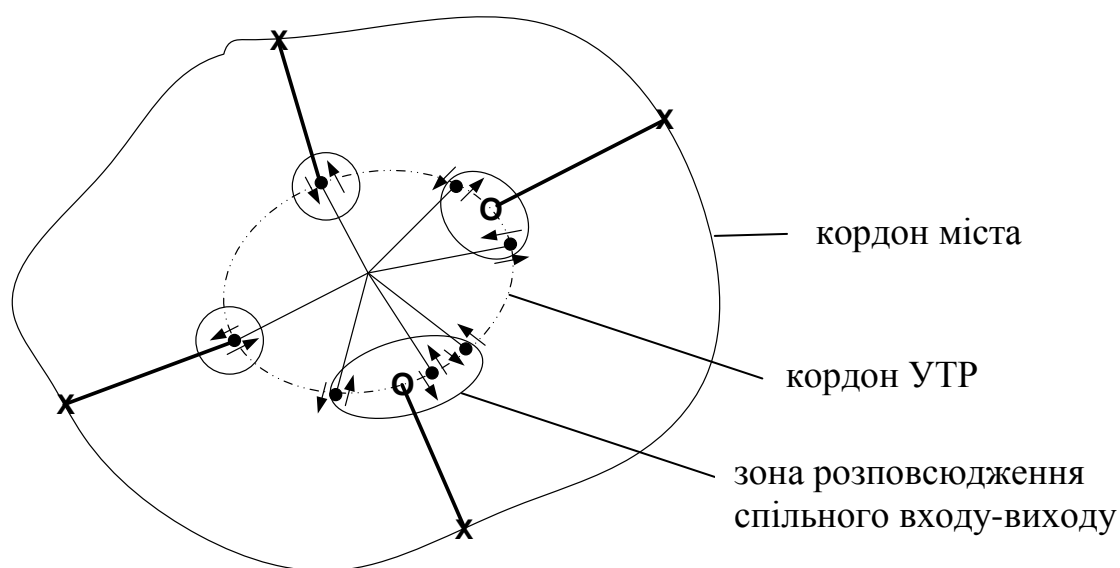 X
X
O
кордон міста
кордон УТР
O
X
зона розповсюдження
спільного входу-виходу
X